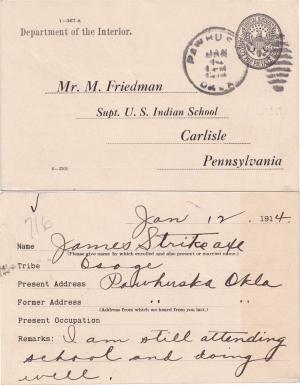 1-367 A
Department of the Interior.
PAWHUSKA
JAN
OKLA.
Mr. M. Friedman
Supt. U. S. Indian School
Carlisle
Pennsylvania
Jan 12, 1914.
716
Name James Strikeaxe
(Please give name by which enrolled and also present or married name.)
Tribe Osage
Present Address Pawhuska Okla
Former Address " "
(Address from which we heard from you last.)
Present Occupation
Remarks: I am still attending
school and doing
well.